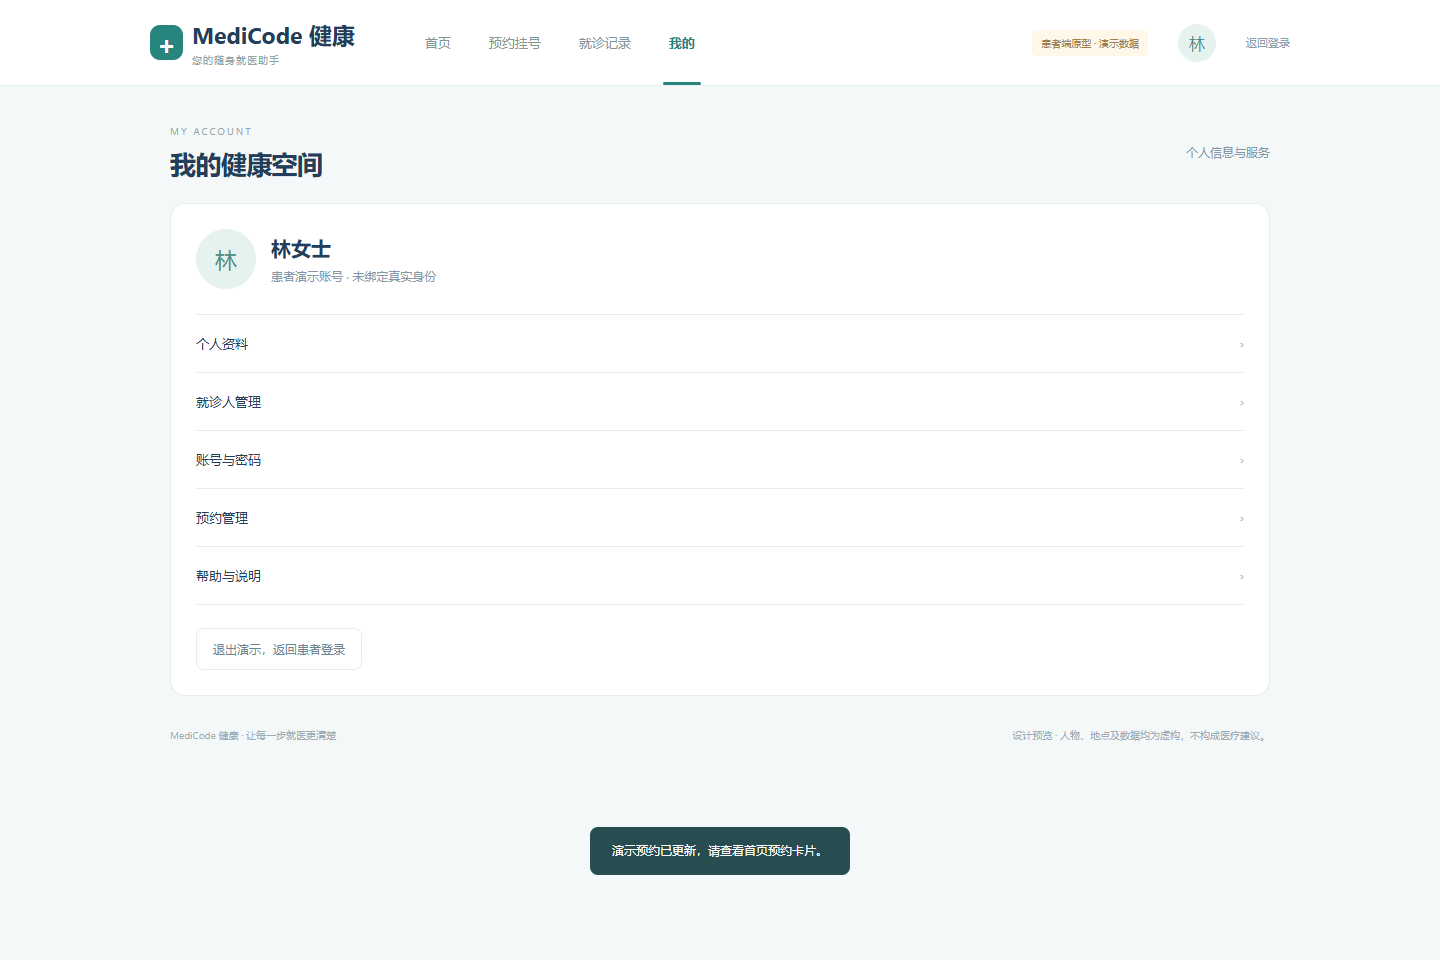 MediCode 健康
您的随身就医助手
首页
预约挂号
就诊记录
我的
患者端原型 · 演示数据
林
返回登录
MY ACCOUNT
我的健康空间
个人信息与服务
林
林女士
患者演示账号 · 未绑定真实身份
个人资料 ›
就诊人管理 ›
账号与密码 ›
预约管理 ›
帮助与说明 ›
退出演示，返回患者登录
MediCode 健康 · 让每一步就医更清楚
设计预览 · 人物、地点及数据均为虚构，不构成医疗建议。
演示预约已更新，请查看首页预约卡片。